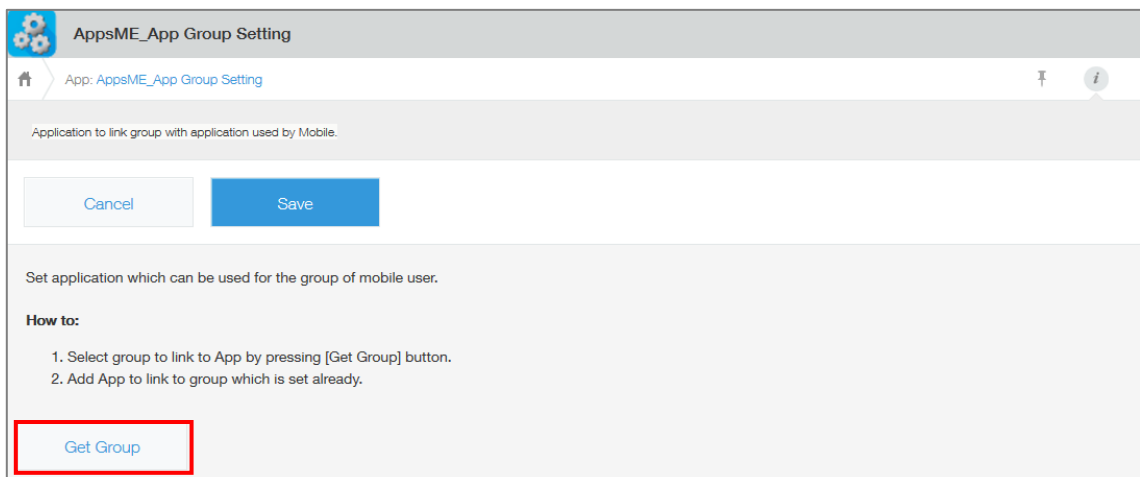 AppsME_App Group Setting
App: AppsME_App Group Setting
i
Application to link group with application used by Mobile.
Cancel
Save
Set application which can be used for the group of mobile user.
How to:
1. Select group to link to App by pressing [Get Group] button.
2. Add App to link to group which is set already.
Get Group